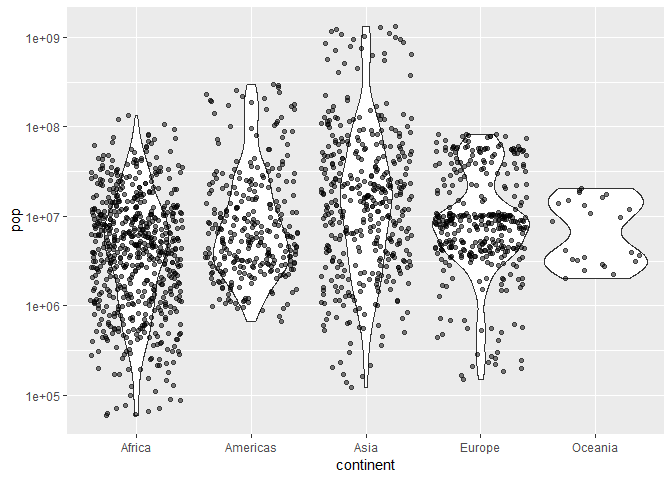 1e+09
1e+08
1e+07
1e+06
1e+05
pop
Africa
Americas
Asia
Europe
Oceania
continent